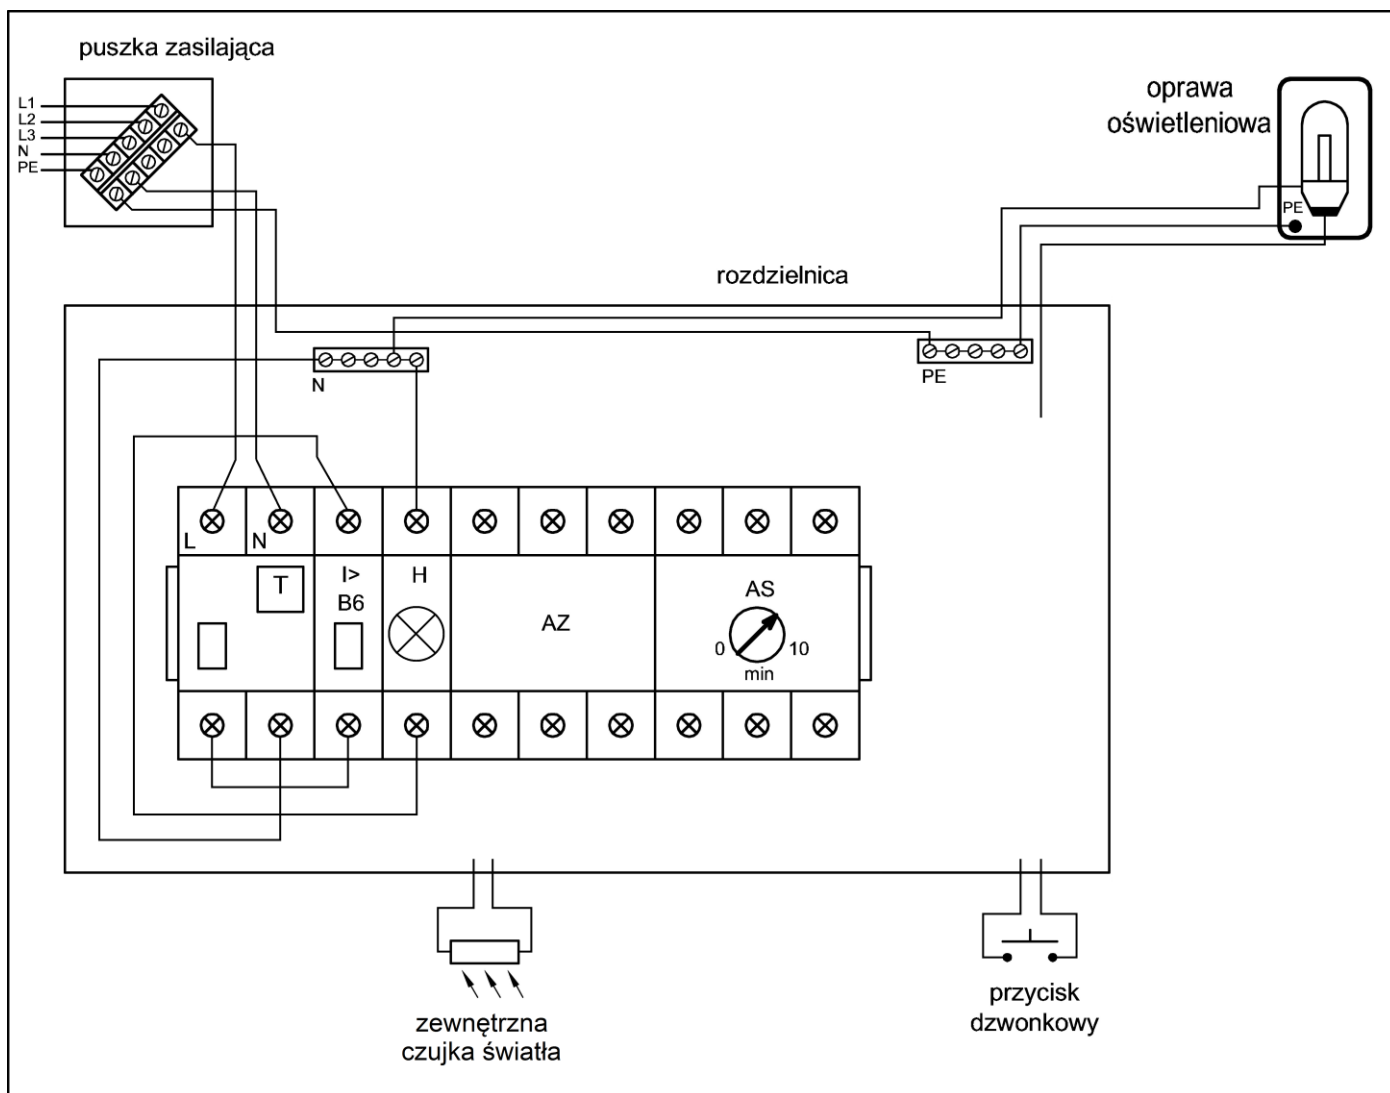 puszka zasilająca
L1
L2
L3
N
PE
oprawa
oświetleniowa
PE
rozdzielnica
N
PE
L
N
T
I>
B6
H
AZ
AS
0
10
min
zewnętrzna
czujka światła
przycisk
dzwonkowy